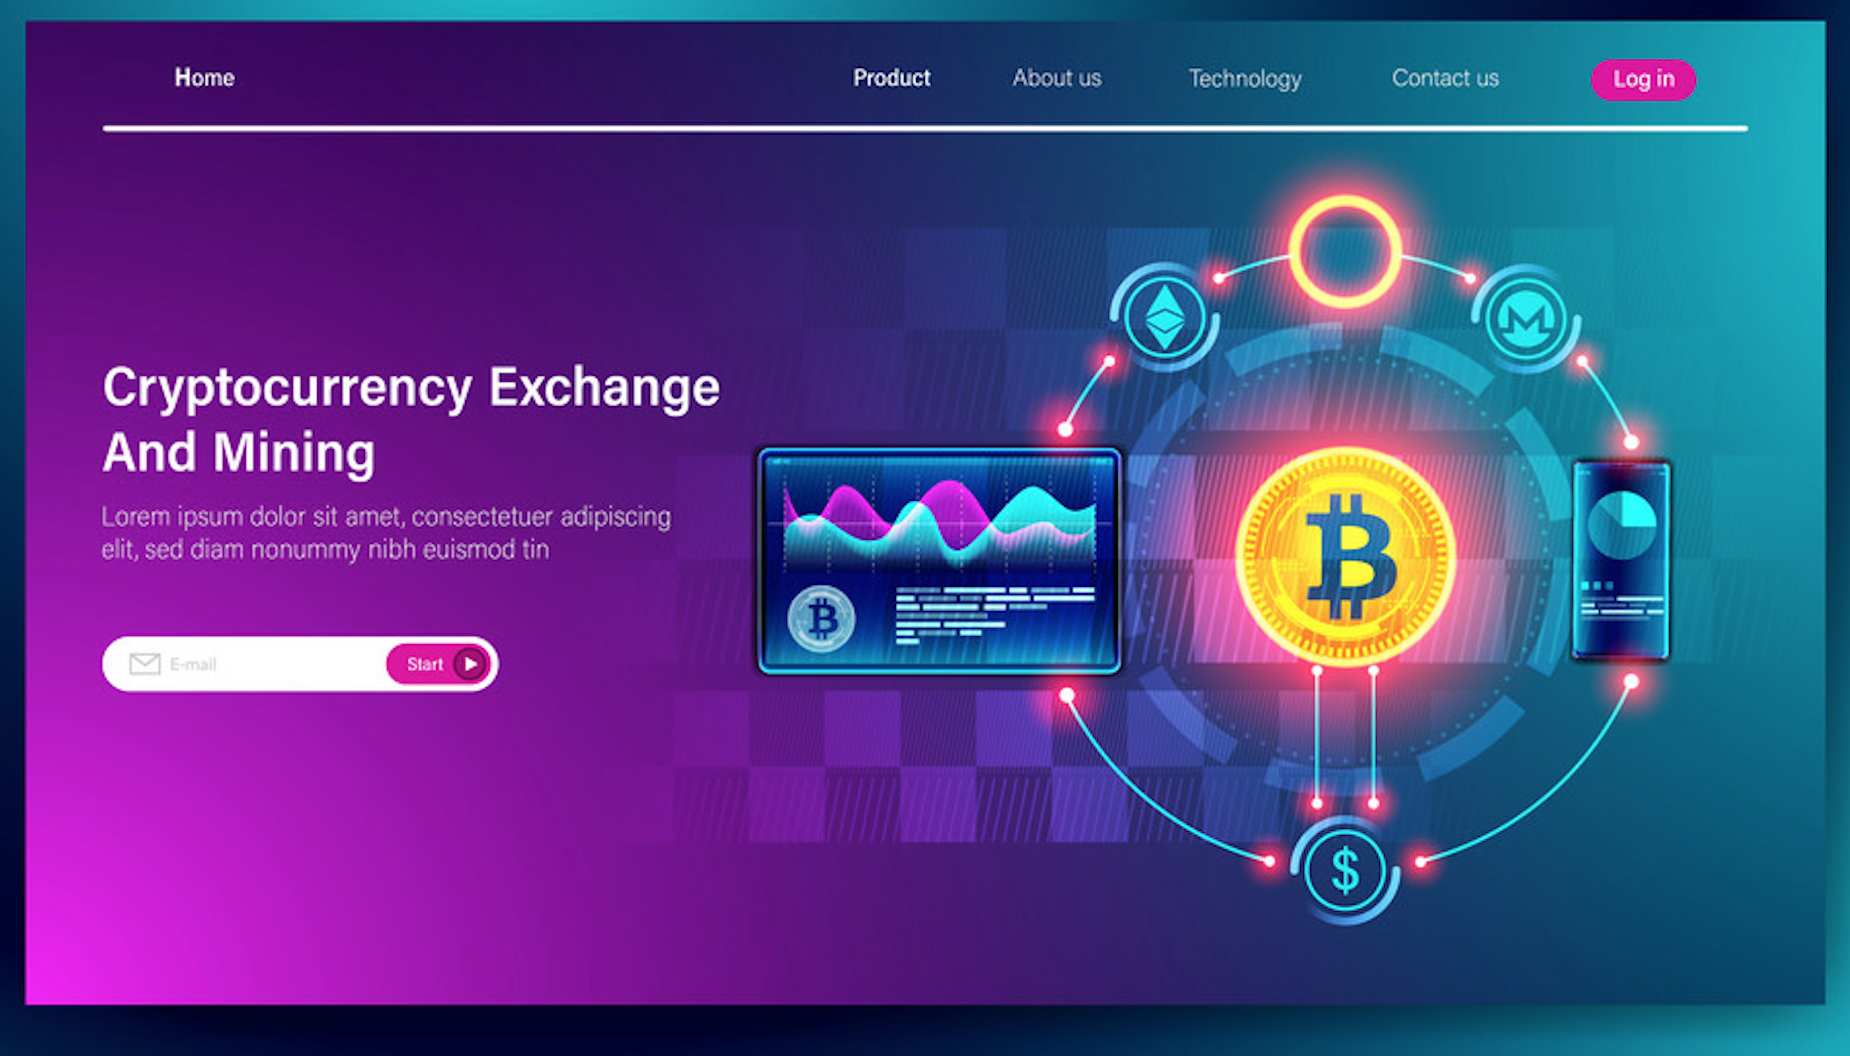 Home
Product
About us
Technology
Contact us
Log in
Cryptocurrency Exchange
And Mining
Lorem ipsum dolor sit amet, consectetuer adipiscing
elit, sed diam nonummy nibh euismod tin
E-mail
Start
$